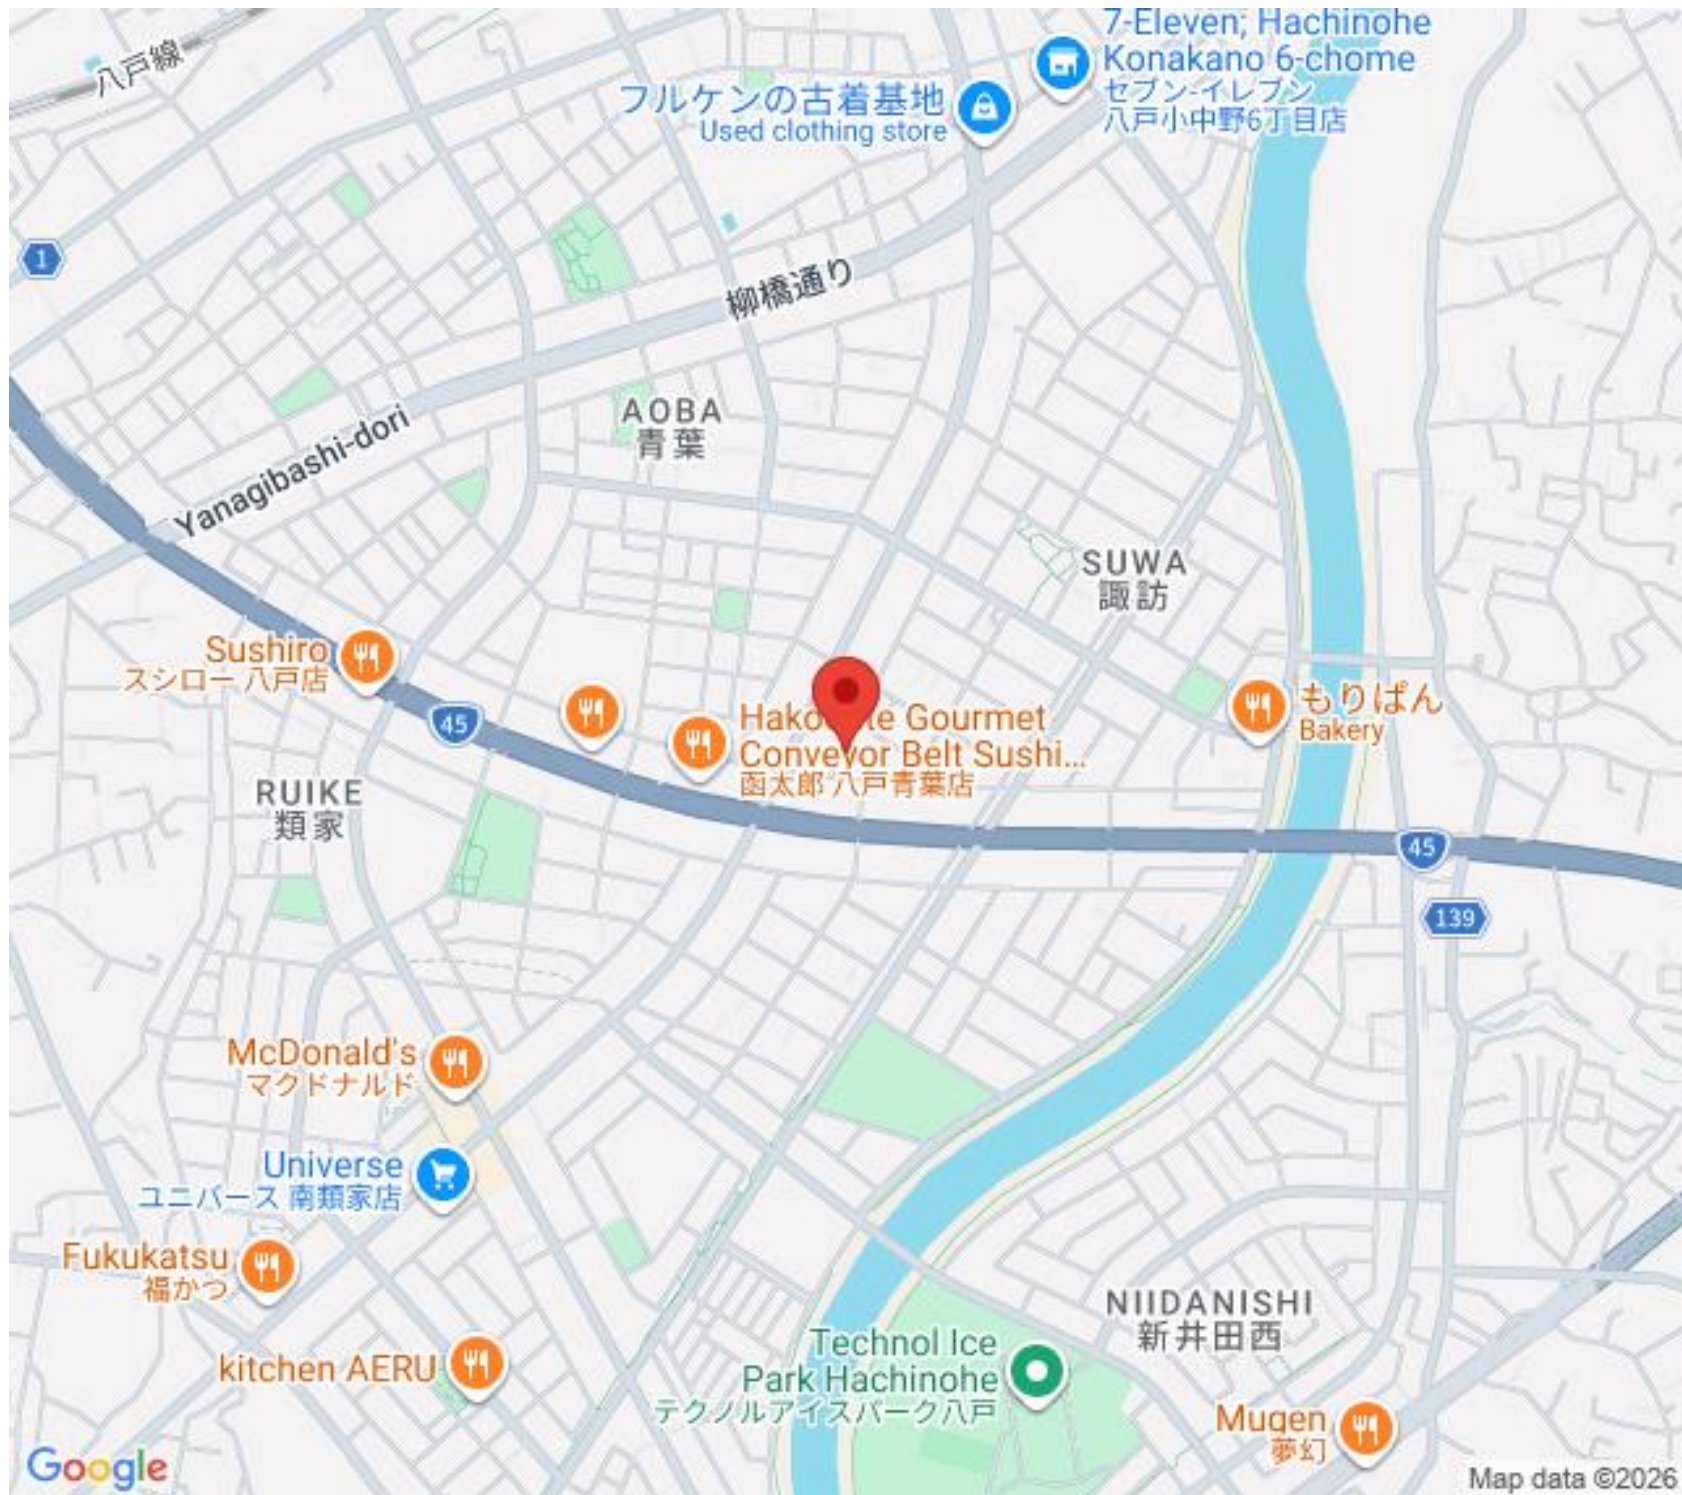 7-Eleven; Hachinohe
Konakano 6-chome
セブン-イレブン
八戸小中野6丁目店
八戸線
フルケンの古着基地
Used clothing store
1
柳橋通り
AOBA
青葉
Yanagibashi-dori
SUWA
諏訪
Sushiro
スシロー 八戸店
45
もりぱん
Bakery
Gourmet
Conveyor Belt Sushi...
函太郎 八戸青葉店
RUIKE
類家
45
139
McDonald's
マクドナルド
Universe
ユニバース 南類家店
Fukukatsu
福かつ
NIIDANISHI
新井田西
Technol Ice
Park Hachinohe
テクノルアイスパーク八戸
kitchen AERU
Mugen
夢幻
Google
Map data ©2026